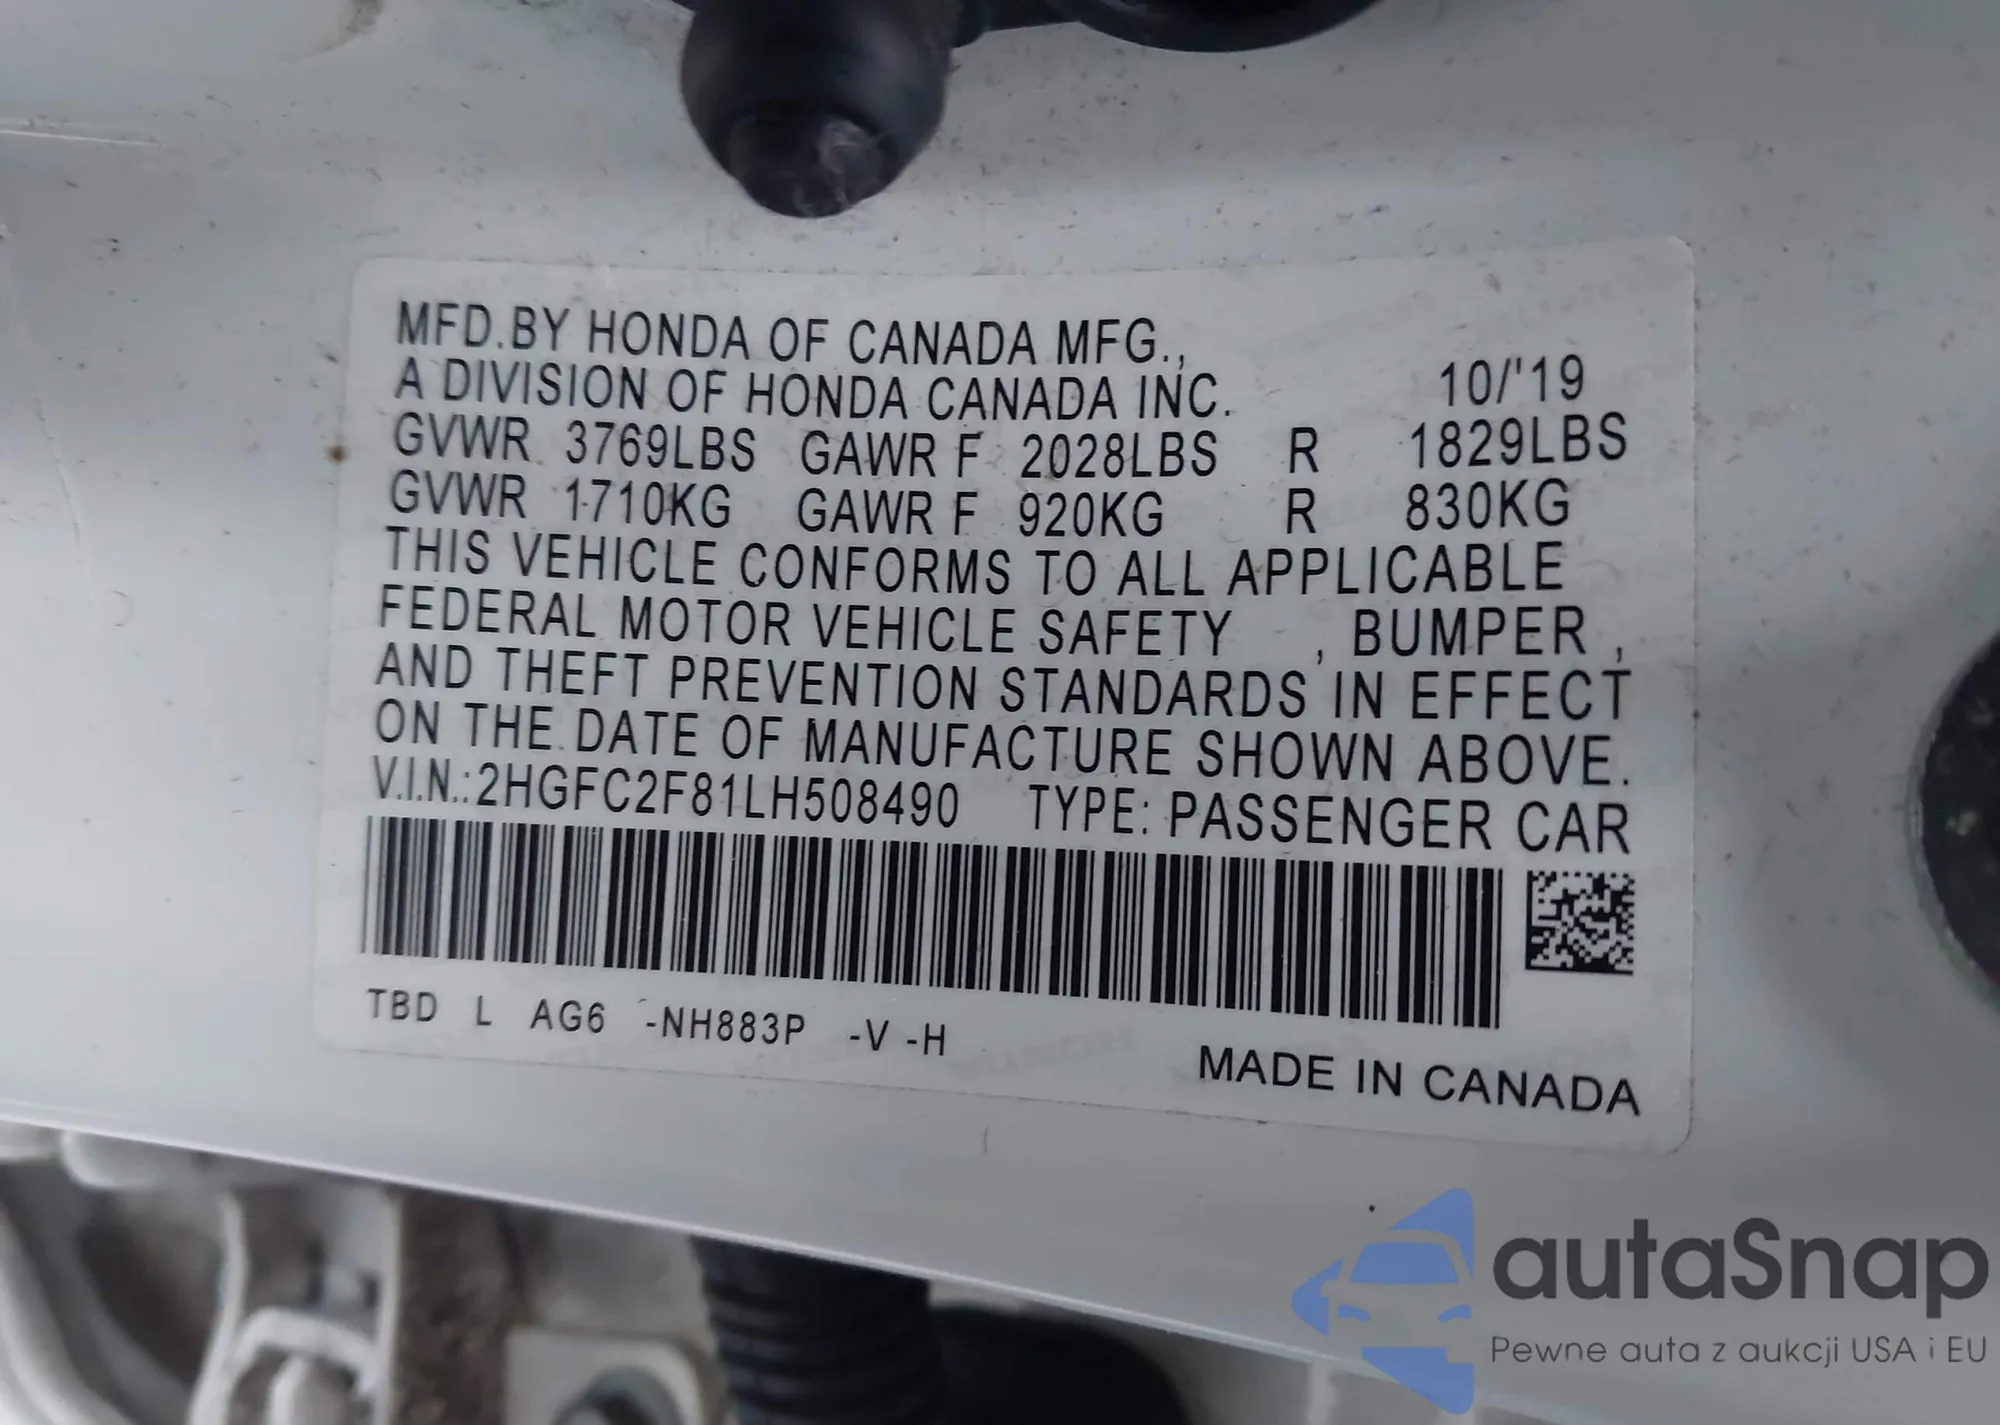 MFD.BY HONDA OF CANADA MFG.,
A DIVISION OF HONDA CANADA INC. 10/'19
GVWR 3769LBS GAWR F 2028LBS R 1829LBS
GVWR 1710KG GAWR F 920KG R 830KG
THIS VEHICLE CONFORMS TO ALL APPLICABLE
FEDERAL MOTOR VEHICLE SAFETY , BUMPER ,
AND THEFT PREVENTION STANDARDS IN EFFECT
ON THE DATE OF MANUFACTURE SHOWN ABOVE.
V.I.N.:2HGFC2F81LH508490 TYPE: PASSENGER CAR
TBD L AG6 -NH883P -V -H
MADE IN CANADA
autaSnap
Pewne auta z aukcji USA i EU